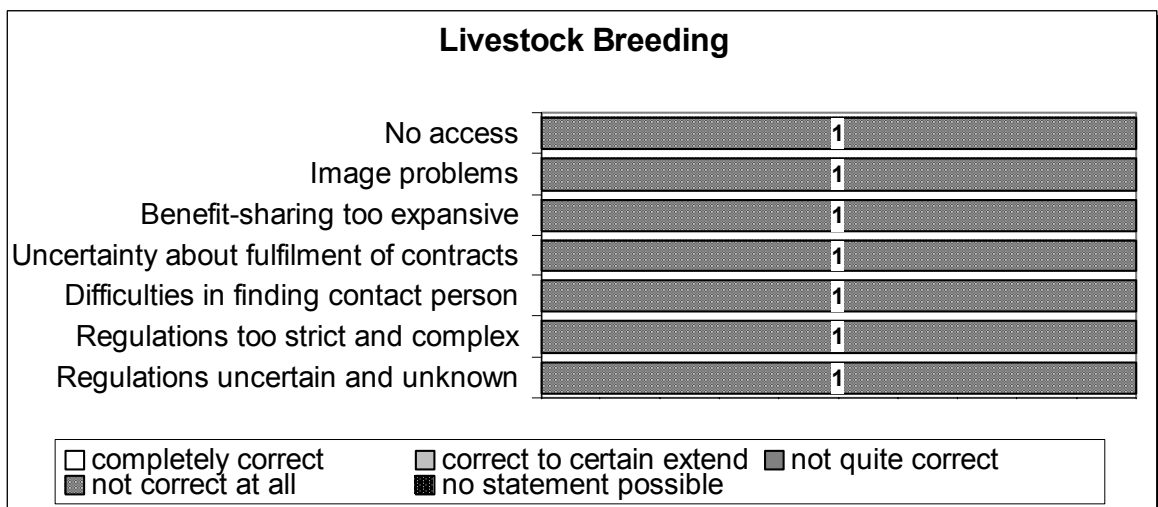 Livestock Breeding
No access 1
Image problems 1
Benefit-sharing too expansive 1
Uncertainty about fulfilment of contracts 1
Difficulties in finding contact person 1
Regulations too strict and complex 1
Regulations uncertain and unknown 1
completely correct correct to certain extend not quite correct
not correct at all no statement possible